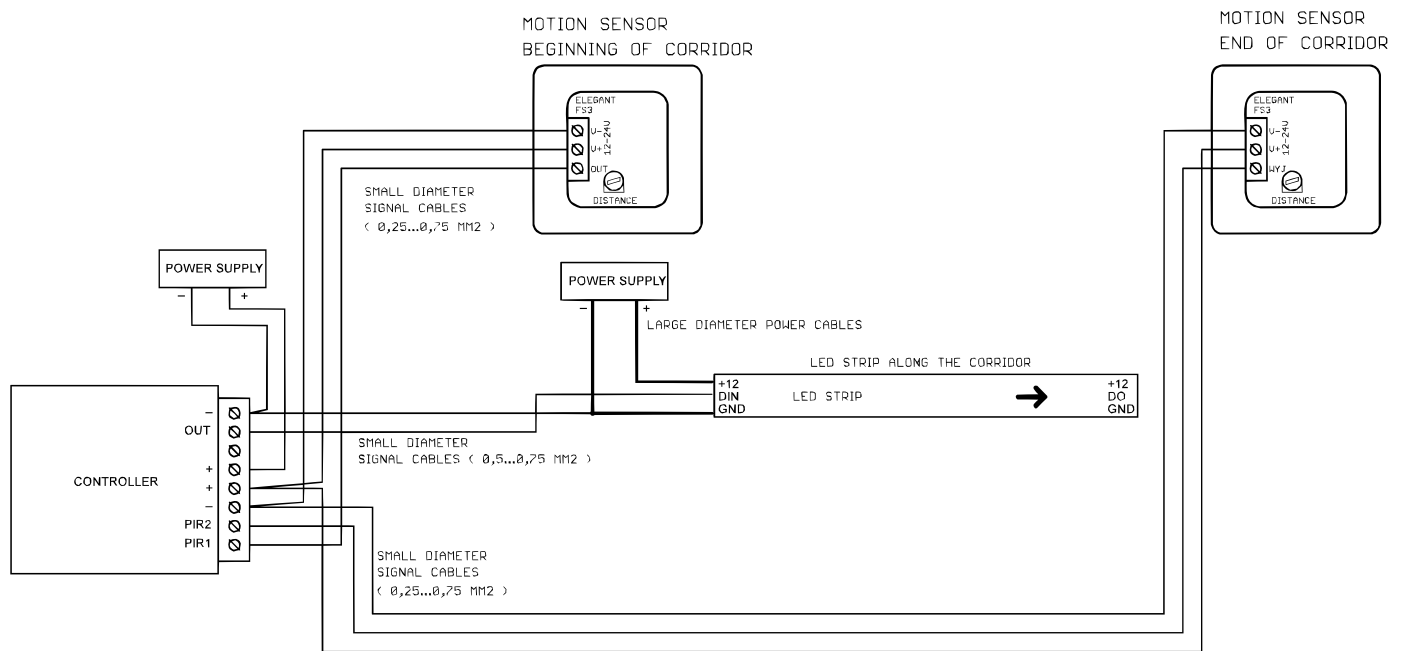 MOTION SENSOR
BEGINNING OF CORRIDOR
MOTION SENSOR
END OF CORRIDOR
ELEGANT
FS3
V-
V+
OUT
12-24V
DISTANCE
ELEGANT
FS3
V-
V+
WYJ
12-24V
DISTANCE
SMALL DIAMETER
SIGNAL CABLES
( 0,25...0,75 MM2 )
POWER SUPPLY
- +
POWER SUPPLY
- +
LARGE DIAMETER POWER CABLES
LED STRIP ALONG THE CORRIDOR
+12
DIN
GND
LED STRIP
+12
DO
GND
CONTROLLER
-
OUT
+
+
-
PIR2
PIR1
SMALL DIAMETER
SIGNAL CABLES ( 0,5...0,75 MM2 )
SMALL DIAMETER
SIGNAL CABLES
( 0,25...0,75 MM2 )